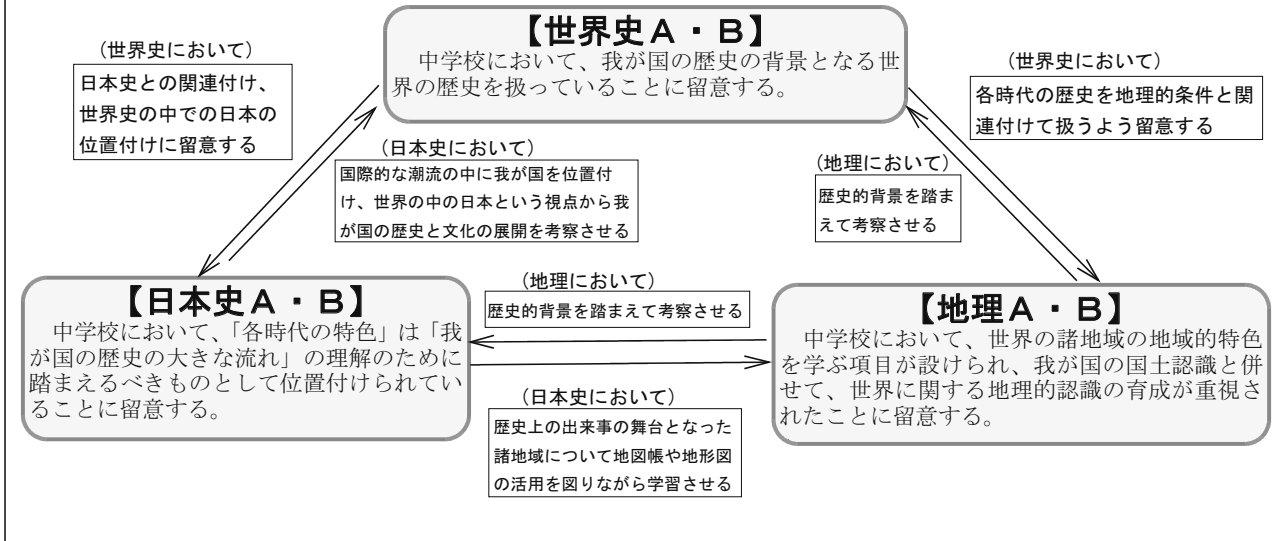 【世界史A・B】
中学校において、我が国の歴史の背景となる世
界の歴史を扱っていることに留意する。
(世界史において)
日本史との関連付け、
世界史の中での日本の
位置付けに留意する
(世界史において)
各時代の歴史を地理的条件と関
連付けて扱うよう留意する
(日本史において)
国際的な潮流の中に我が国を位置付
け、世界の中の日本という視点から我
が国の歴史と文化の展開を考察させる
(地理において)
歴史的背景を踏ま
えて考察させる
【日本史A・B】
中学校において、「各時代の特色」は「我
が国の歴史の大きな流れ」の理解のために
踏まえるべきものとして位置付けられてい
ることに留意する。
(地理において)
歴史的背景を踏まえて考察させる
(日本史において)
歴史上の出来事の舞台となった
諸地域について地図帳や地形図
の活用を図りながら学習させる
【地理A・B】
中学校において、世界の諸地域の地域的特色
を学ぶ項目が設けられ、我が国の国土認識と併
せて、世界に関する地理的認識の育成が重視さ
れたことに留意する。